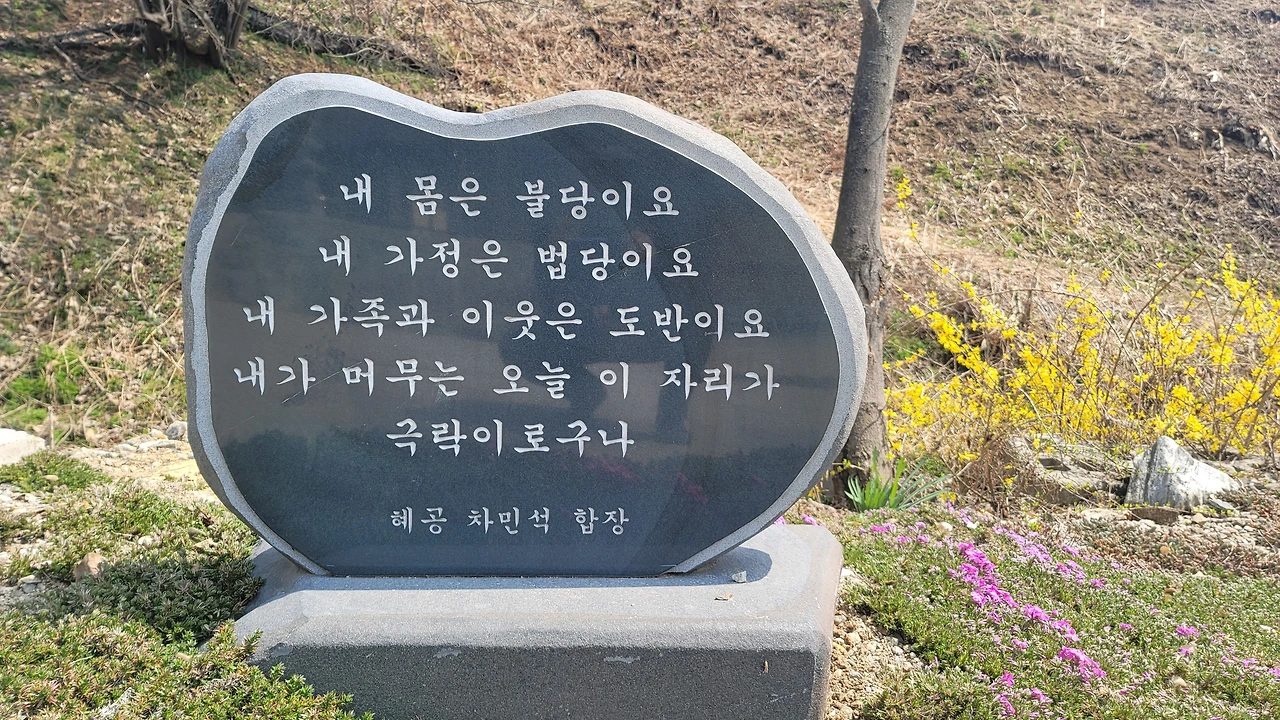 내 몸은 불당이요
내 가정은 법당이요
내 가족과 이웃은 도반이요
내가 머무는 오늘 이 자리가
극락이로구나
혜공 차민석 합장